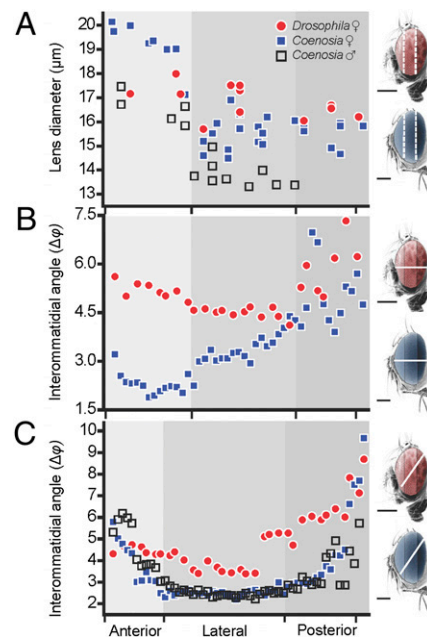 A
Lens diameter (µm)
20
19
18
17
16
15
14
13
Drosophila♀
Coenosia♀
Coenosia♂
B
Interommatidial angle (Δφ)
7.5
6.0
4.5
3.0
1.5
C
Interommatidial angle (Δφ)
10
9
8
7
6
5
4
3
2
Anterior
Lateral
Posterior